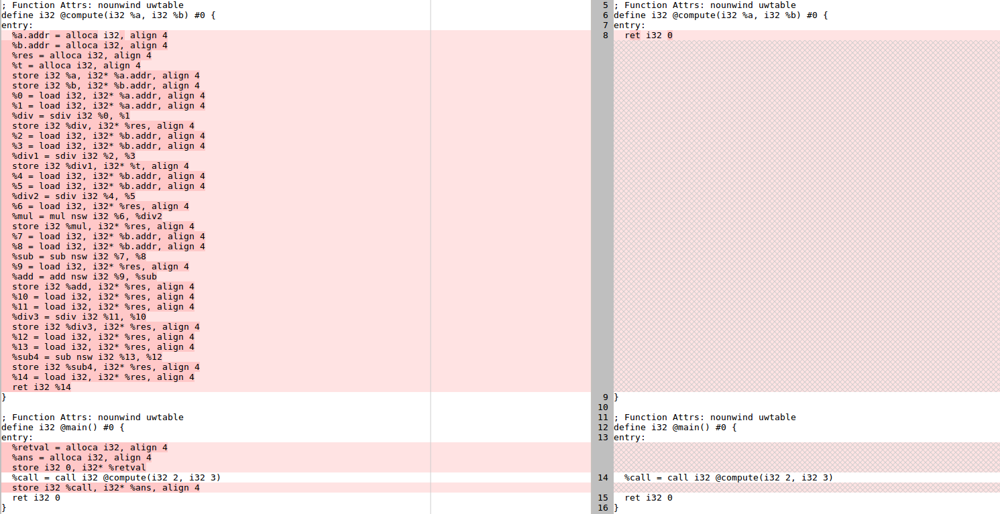 ; Function Attrs: nounwind uwtable
define i32 @compute(i32 %a, i32 %b) #0 {
entry:
  %a.addr = alloca i32, align 4
  %b.addr = alloca i32, align 4
  %res = alloca i32, align 4
  %t = alloca i32, align 4
  store i32 %a, i32* %a.addr, align 4
  store i32 %b, i32* %b.addr, align 4
  %0 = load i32, i32* %a.addr, align 4
  %1 = load i32, i32* %a.addr, align 4
  %div = sdiv i32 %0, %1
  store i32 %div, i32* %res, align 4
  %2 = load i32, i32* %b.addr, align 4
  %3 = load i32, i32* %b.addr, align 4
  %div1 = sdiv i32 %2, %3
  store i32 %div1, i32* %t, align 4
  %4 = load i32, i32* %b.addr, align 4
  %5 = load i32, i32* %b.addr, align 4
  %div2 = sdiv i32 %4, %5
  %6 = load i32, i32* %res, align 4
  %mul = mul nsw i32 %6, %div2
  store i32 %mul, i32* %res, align 4
  %7 = load i32, i32* %b.addr, align 4
  %8 = load i32, i32* %b.addr, align 4
  %sub = sub nsw i32 %7, %8
  %9 = load i32, i32* %res, align 4
  %add = add nsw i32 %9, %sub
  store i32 %add, i32* %res, align 4
  %10 = load i32, i32* %res, align 4
  %11 = load i32, i32* %res, align 4
  %div3 = sdiv i32 %11, %10
  store i32 %div3, i32* %res, align 4
  %12 = load i32, i32* %res, align 4
  %13 = load i32, i32* %res, align 4
  %sub4 = sub nsw i32 %13, %12
  store i32 %sub4, i32* %res, align 4
  %14 = load i32, i32* %res, align 4
  ret i32 %14
}

; Function Attrs: nounwind uwtable
define i32 @main() #0 {
entry:
  %retval = alloca i32, align 4
  %ans = alloca i32, align 4
  store i32 0, i32* %retval
  %call = call i32 @compute(i32 2, i32 3)
  store i32 %call, i32* %ans, align 4
  ret i32 0
}
5 ; Function Attrs: nounwind uwtable
6 define i32 @compute(i32 %a, i32 %b) #0 {
7 entry:
8   ret i32 0
9 }
10
11 ; Function Attrs: nounwind uwtable
12 define i32 @main() #0 {
13 entry:
14   %call = call i32 @compute(i32 2, i32 3)
15   ret i32 0
16 }